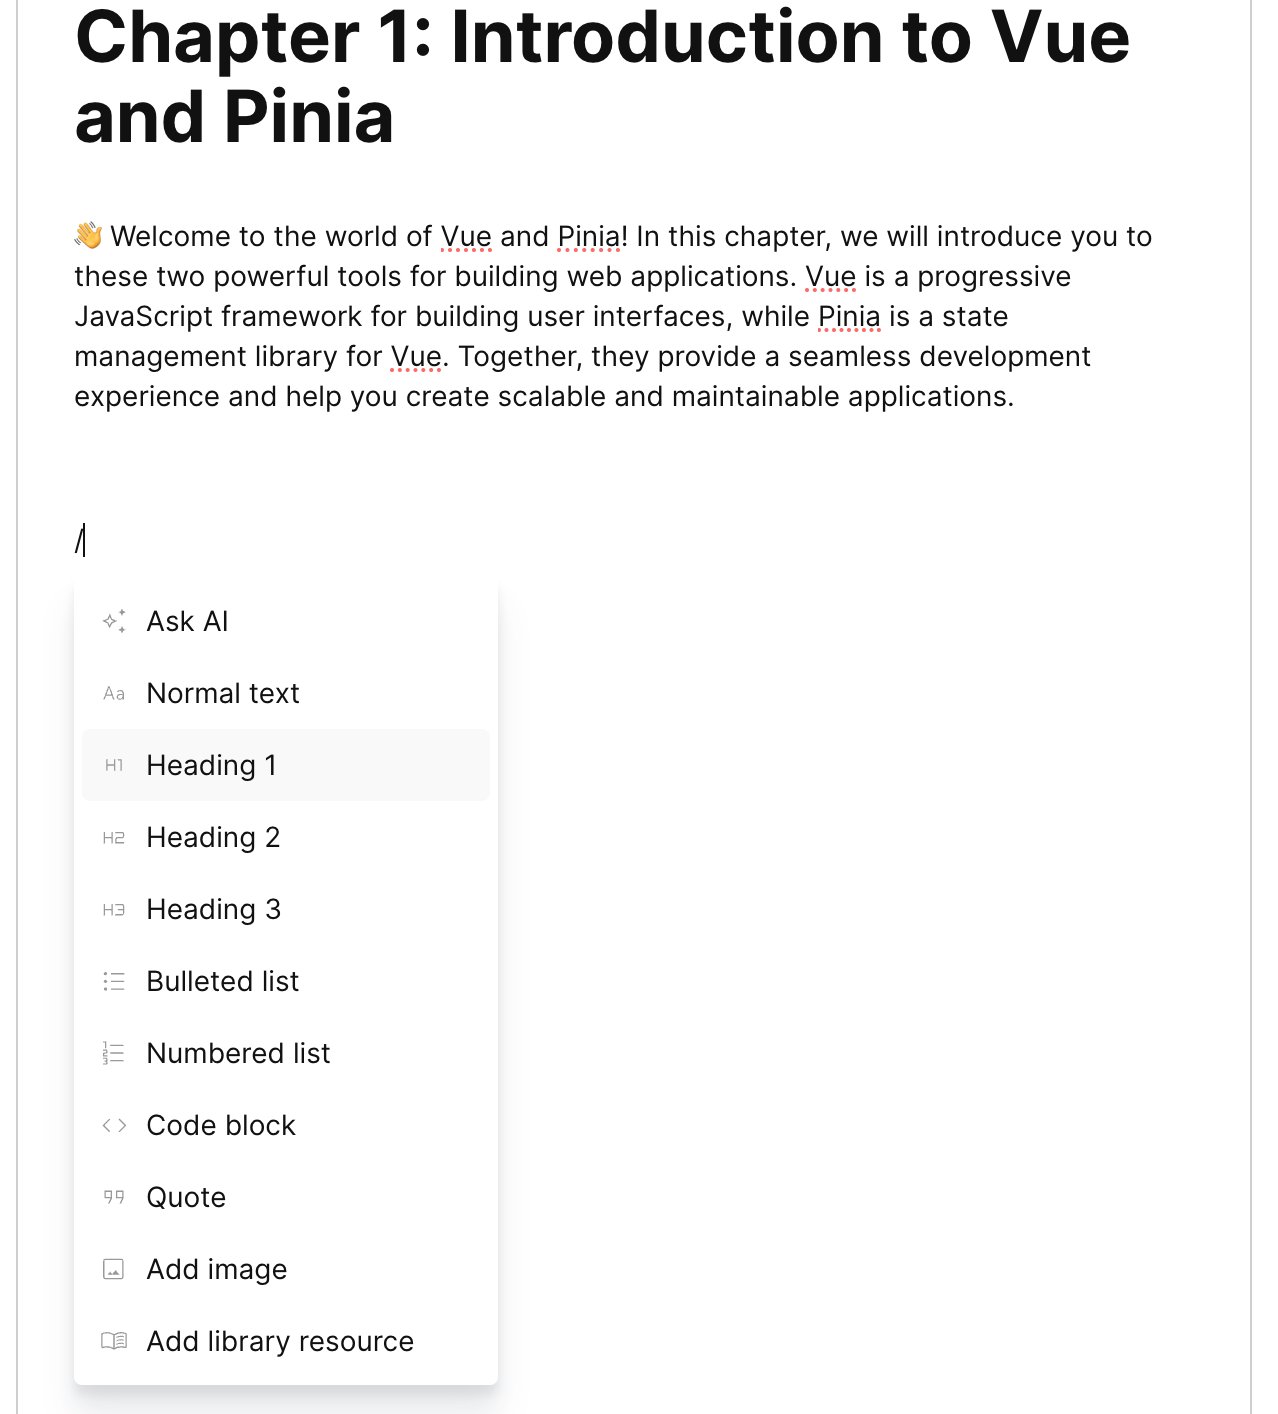 Chapter 1: Introduction to Vue
and Pinia
👋 Welcome to the world of Vue and Pinia! In this chapter, we will introduce you to
these two powerful tools for building web applications. Vue is a progressive
JavaScript framework for building user interfaces, while Pinia is a state
management library for Vue. Together, they provide a seamless development
experience and help you create scalable and maintainable applications.
/
Ask AI
Aa Normal text
H1 Heading 1
H2 Heading 2
H3 Heading 3
Bulleted list
Numbered list
Code block
Quote
Add image
Add library resource